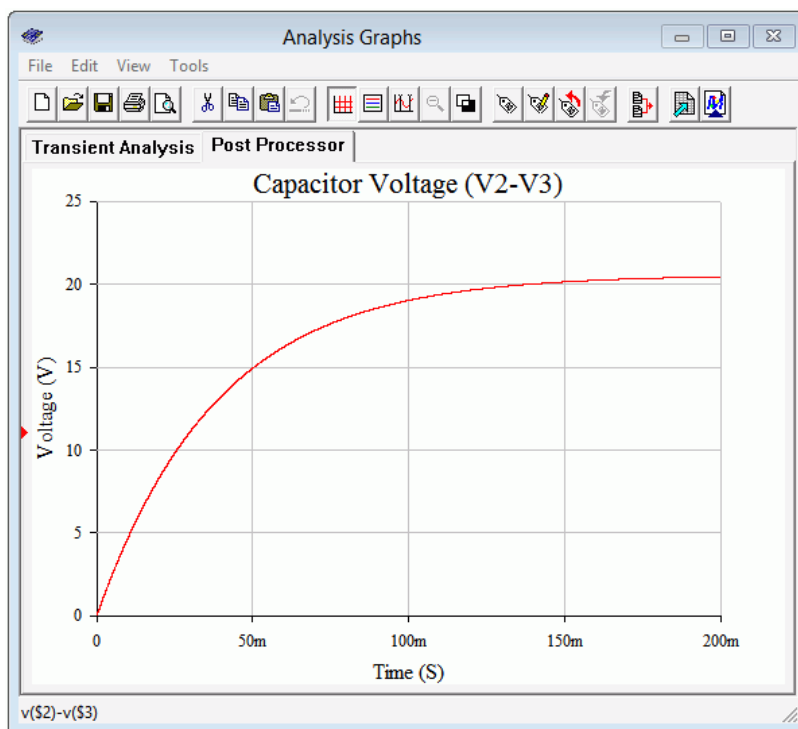 Analysis Graphs
File Edit View Tools
Transient Analysis Post Processor
Capacitor Voltage (V2-V3)
25
20
15
10
5
0
Voltage (V)
0 50m 100m 150m 200m
Time (S)
v($2)-v($3)